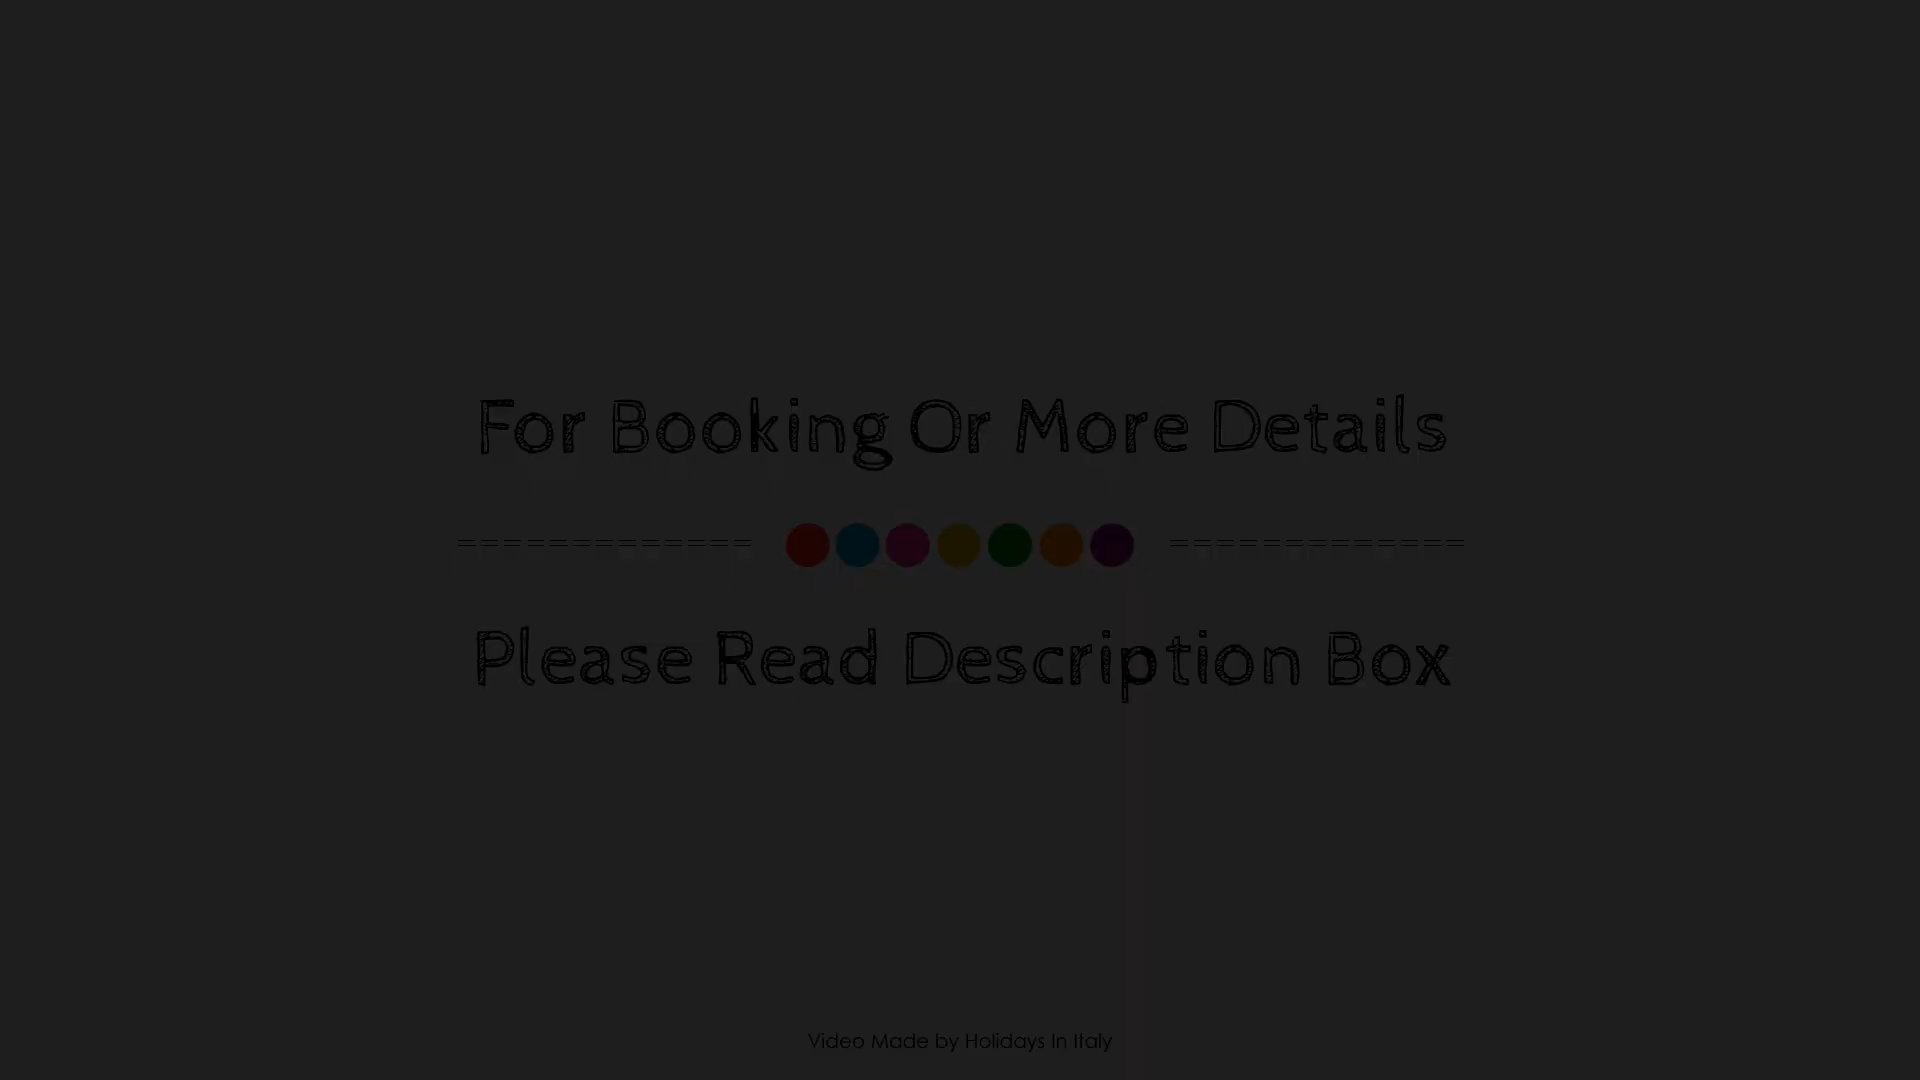 For Booking Or More Details
============= =============
Please Read Description Box
Video Made by Holidays In Italy